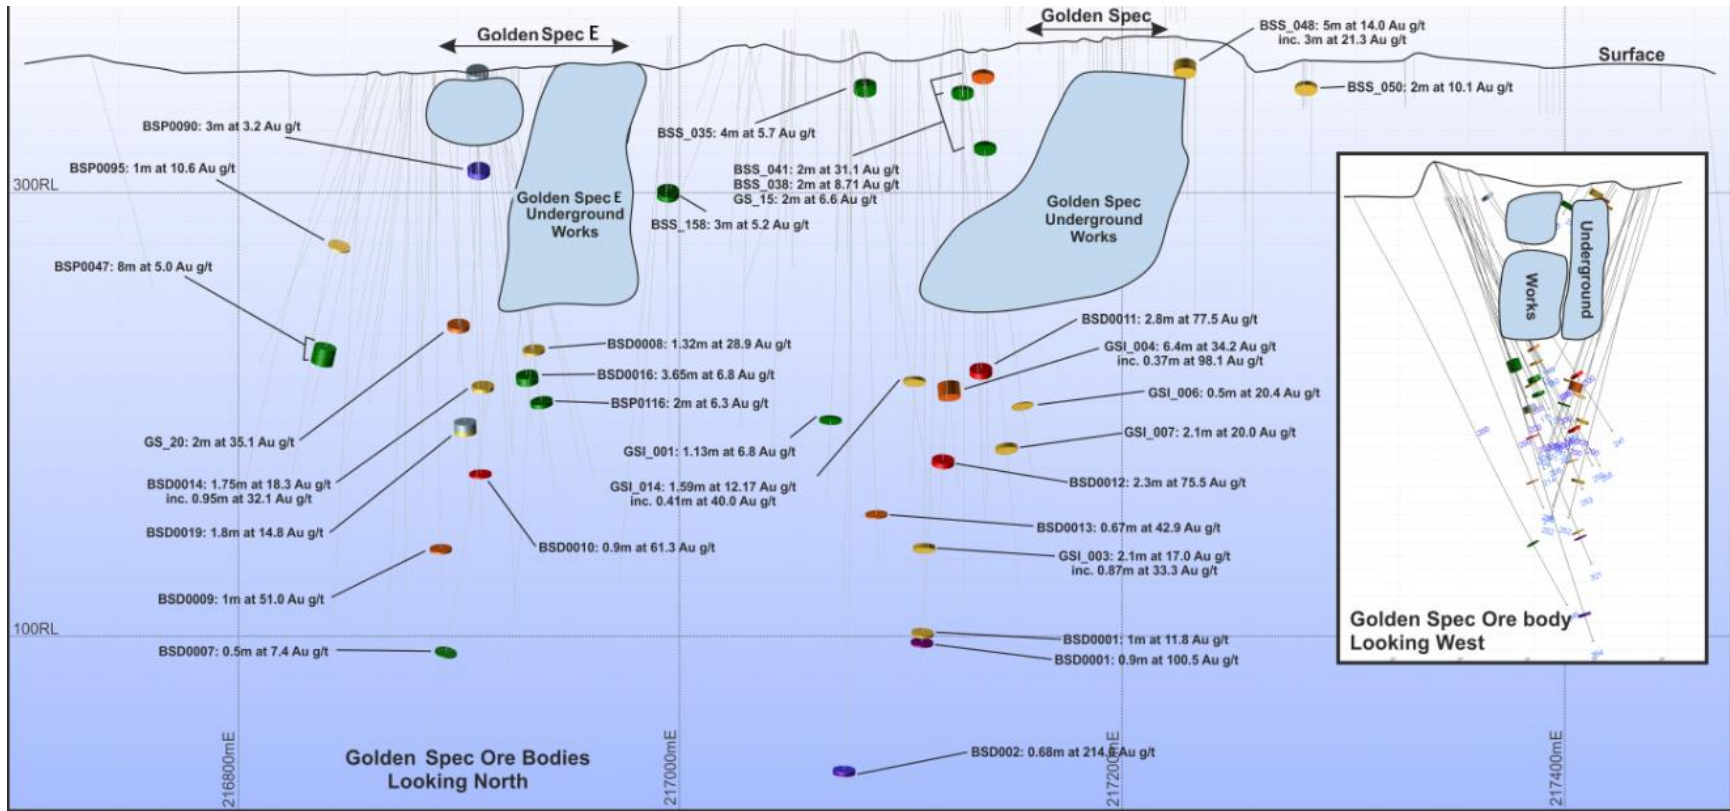 Golden Spec E
Golden Spec
BSS_048: 5m at 14.0 Au g/t
inc. 3m at 21.3 Au g/t
Surface
BSS_050: 2m at 10.1 Au g/t
BSP0090: 3m at 3.2 Au g/t
BSS_035: 4m at 5.7 Au g/t
BSP0095: 1m at 10.6 Au g/t
BSS_041: 2m at 31.1 Au g/t
BSS_038: 2m at 8.71 Au g/t
GS_15: 2m at 6.6 Au g/t
300RL
Golden Spec E
Underground
Works
BSS_158: 3m at 5.2 Au g/t
Golden Spec
Underground
Works
BSP0047: 8m at 5.0 Au g/t
BSD0011: 2.8m at 77.5 Au g/t
BSD0008: 1.32m at 28.9 Au g/t
GSI_004: 6.4m at 34.2 Au g/t
inc. 0.37m at 98.1 Au g/t
BSD0016: 3.65m at 6.8 Au g/t
GSI_006: 0.5m at 20.4 Au g/t
BSP0116: 2m at 6.3 Au g/t
GS_20: 2m at 35.1 Au g/t
GSI_007: 2.1m at 20.0 Au g/t
GSI_001: 1.13m at 6.8 Au g/t
BSD0014: 1.75m at 18.3 Au g/t
inc. 0.95m at 32.1 Au g/t
GSI_014: 1.59m at 12.17 Au g/t
inc. 0.41m at 40.0 Au g/t
BSD0012: 2.3m at 75.5 Au g/t
BSD0019: 1.8m at 14.8 Au g/t
BSD0013: 0.67m at 42.9 Au g/t
BSD0010: 0.9m at 61.3 Au g/t
GSI_003: 2.1m at 17.0 Au g/t
inc. 0.87m at 33.3 Au g/t
BSD0009: 1m at 51.0 Au g/t
100RL
BSD0001: 1m at 11.8 Au g/t
BSD0007: 0.5m at 7.4 Au g/t
BSD0001: 0.9m at 100.5 Au g/t
BSD002: 0.68m at 214.0 Au g/t
Golden Spec Ore Bodies
Looking North
216800mE
217000mE
217200mE
217400mE
Underground
Works
200
241
253
321
Golden Spec Ore body
Looking West